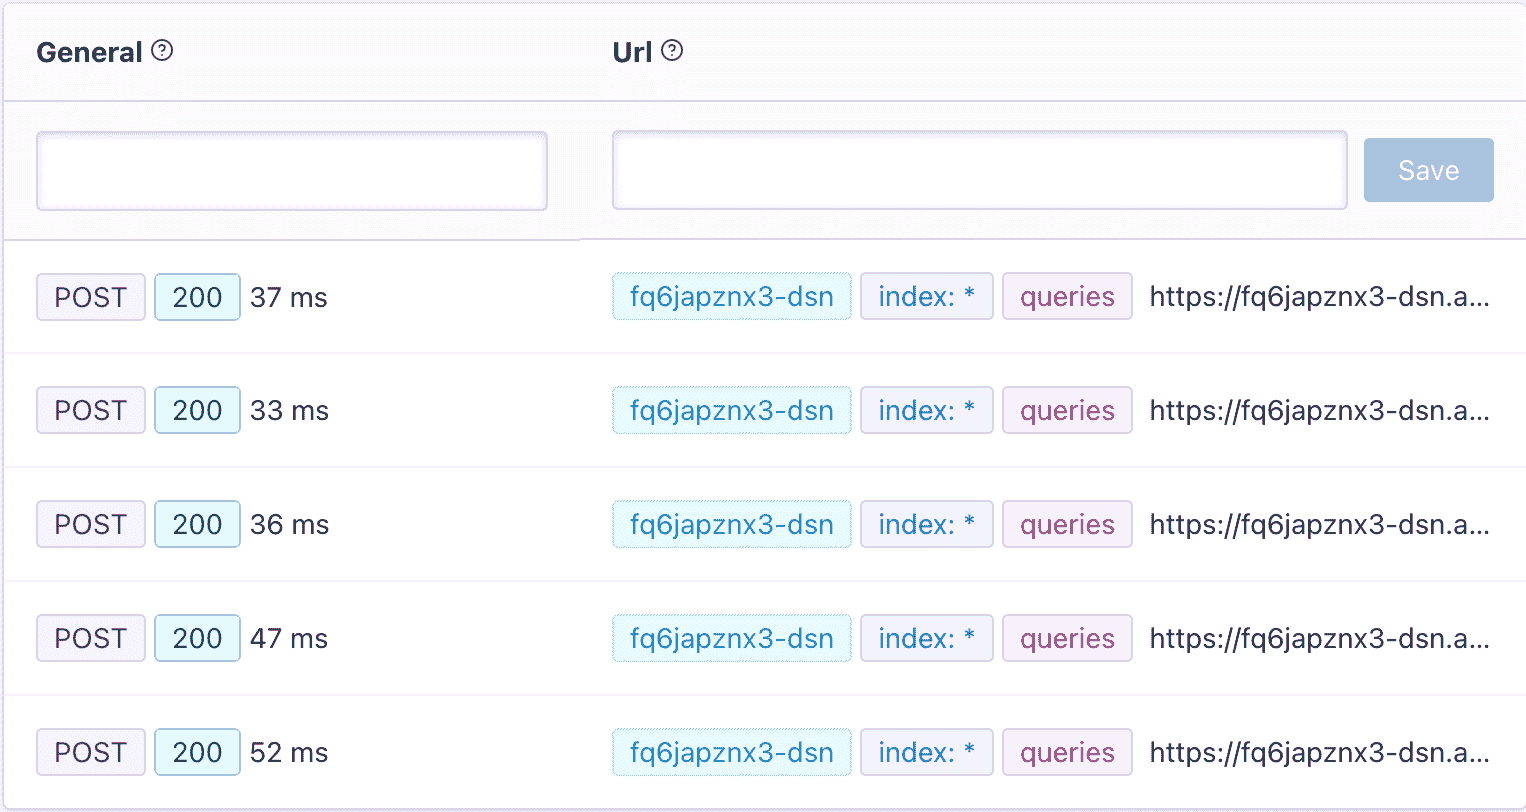 General ? Url ?
Save
POST 200 37 ms fq6japznx3-dsn index: * queries https://fq6japznx3-dsn.a...
POST 200 33 ms fq6japznx3-dsn index: * queries https://fq6japznx3-dsn.a...
POST 200 36 ms fq6japznx3-dsn index: * queries https://fq6japznx3-dsn.a...
POST 200 47 ms fq6japznx3-dsn index: * queries https://fq6japznx3-dsn.a...
POST 200 52 ms fq6japznx3-dsn index: * queries https://fq6japznx3-dsn.a...